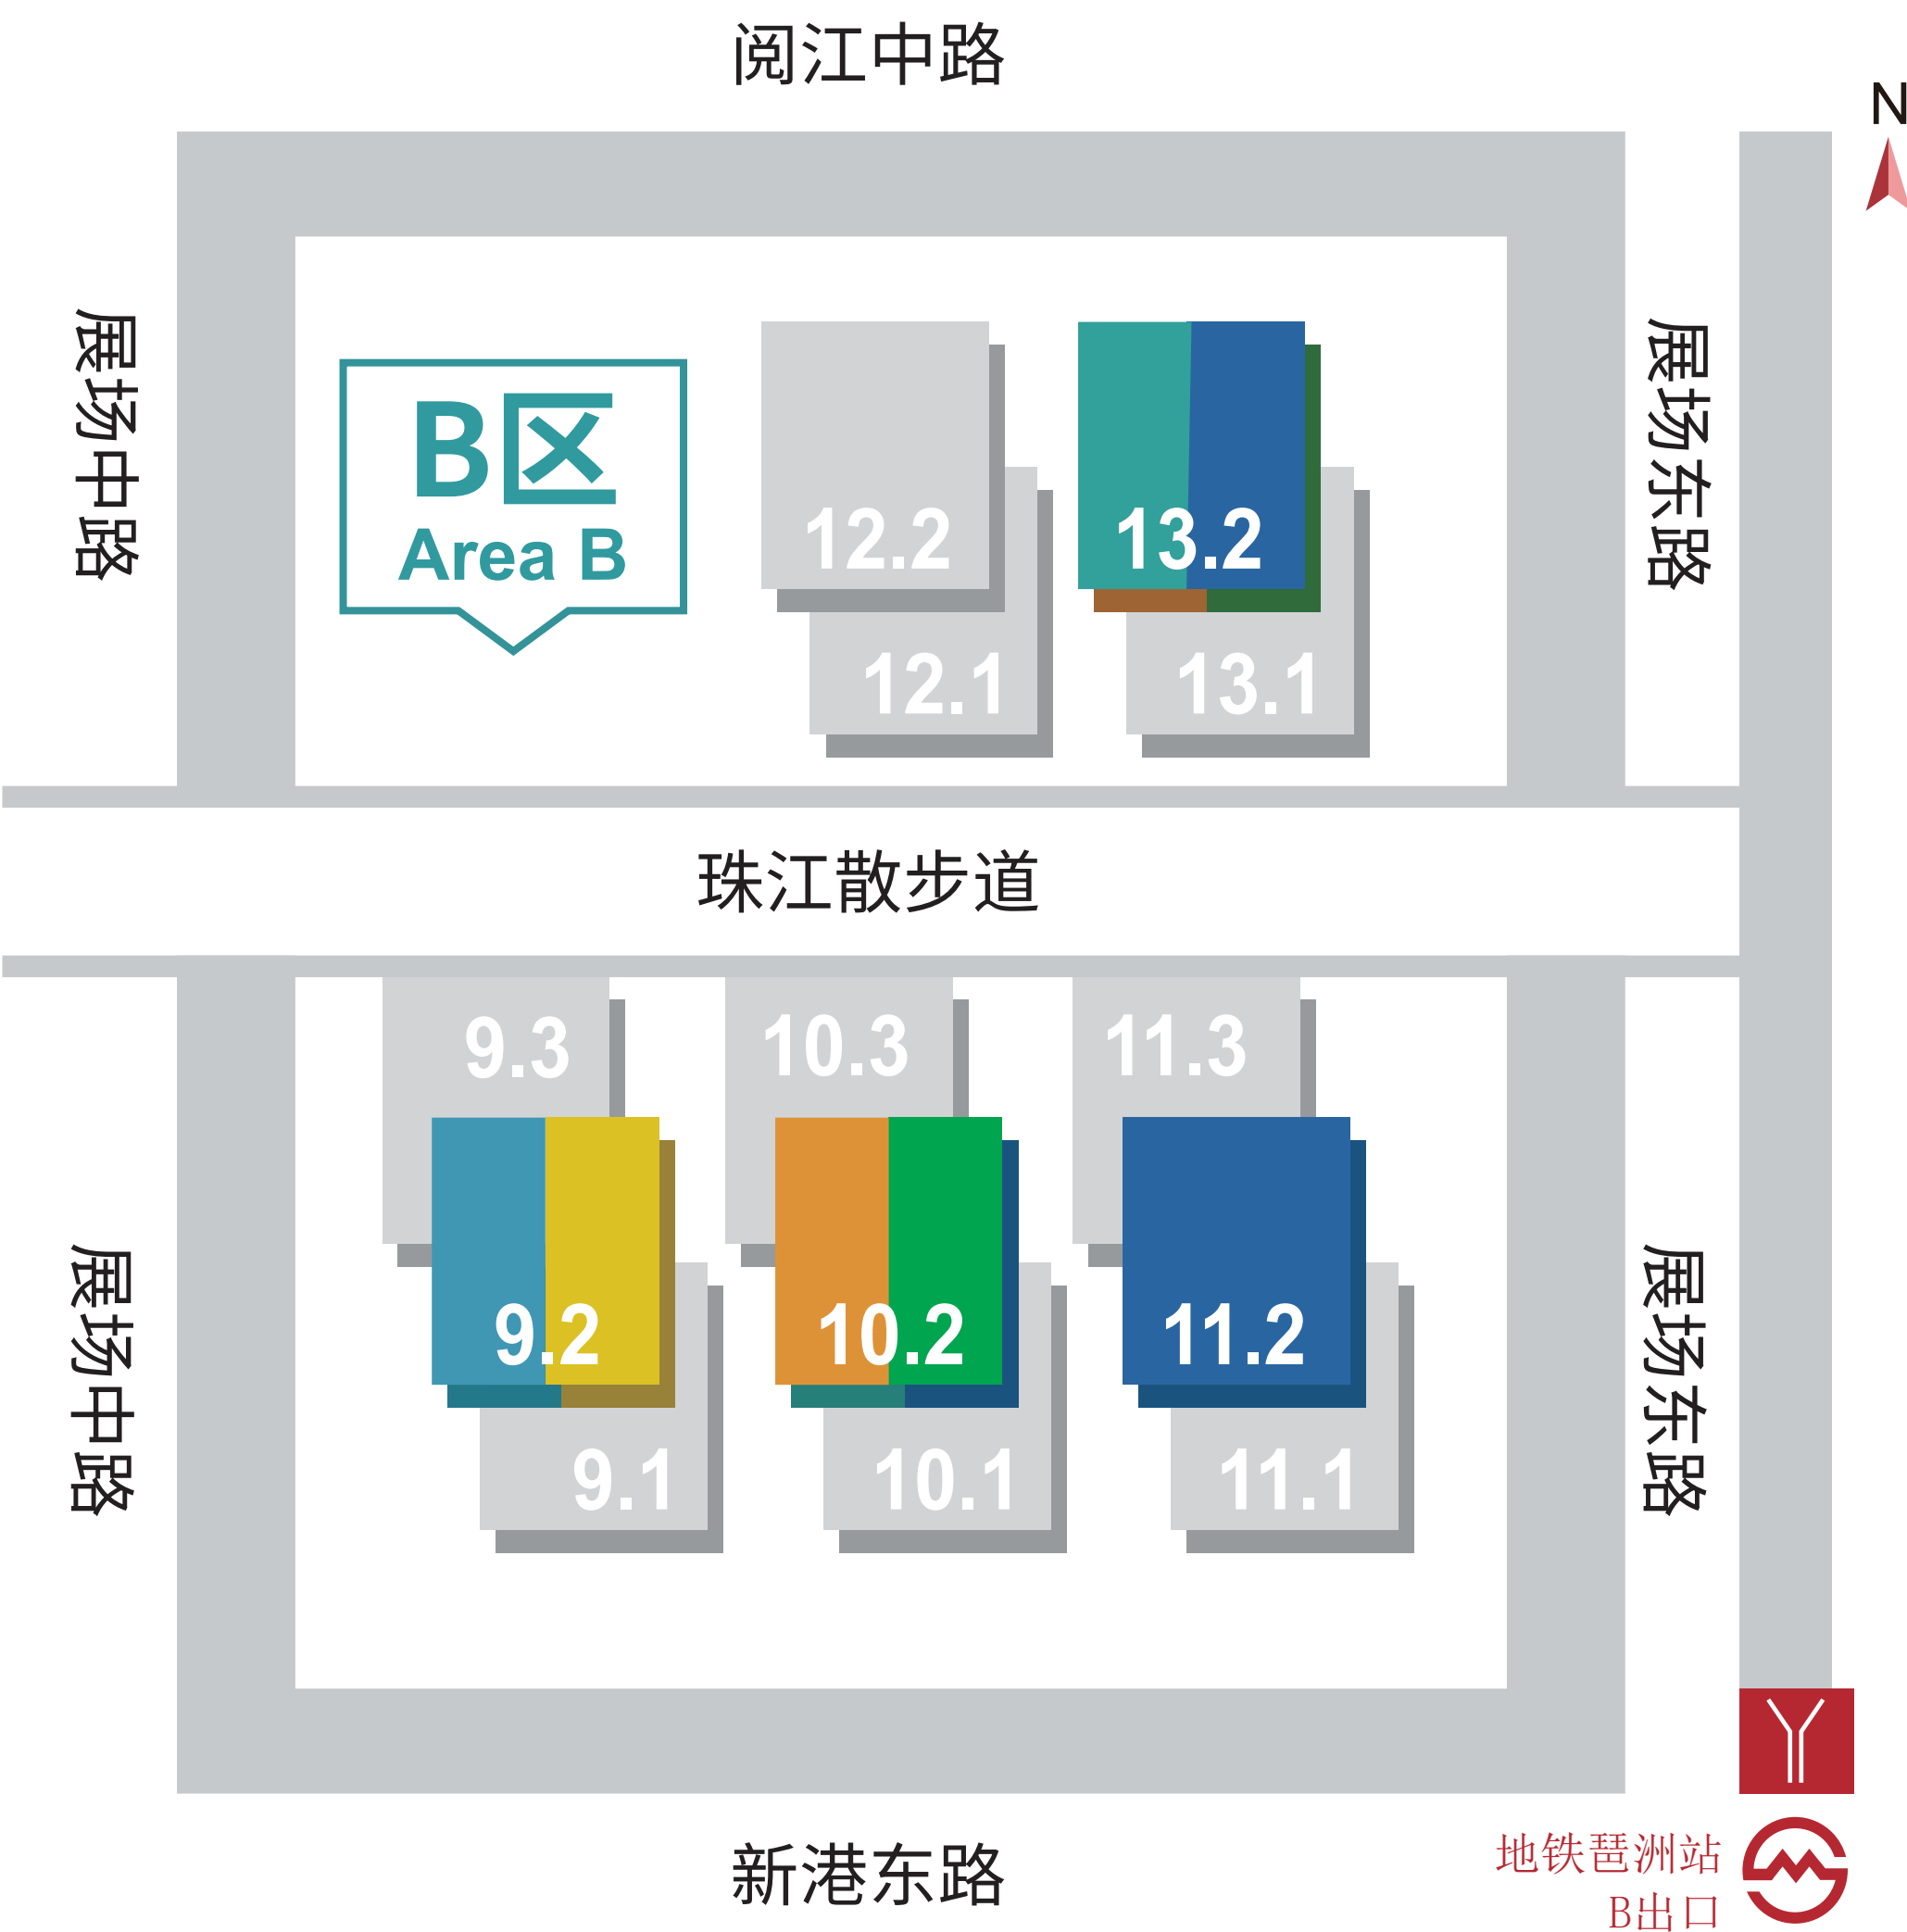 阅江中路
N
展场中路
展场东路
B区
Area B
12.2
13.2
12.1
13.1
珠江散步道
9.3
10.3
11.3
9.2
10.2
11.2
9.1
10.1
11.1
展场中路
展场东路
新港东路
地铁琶洲站
B出口